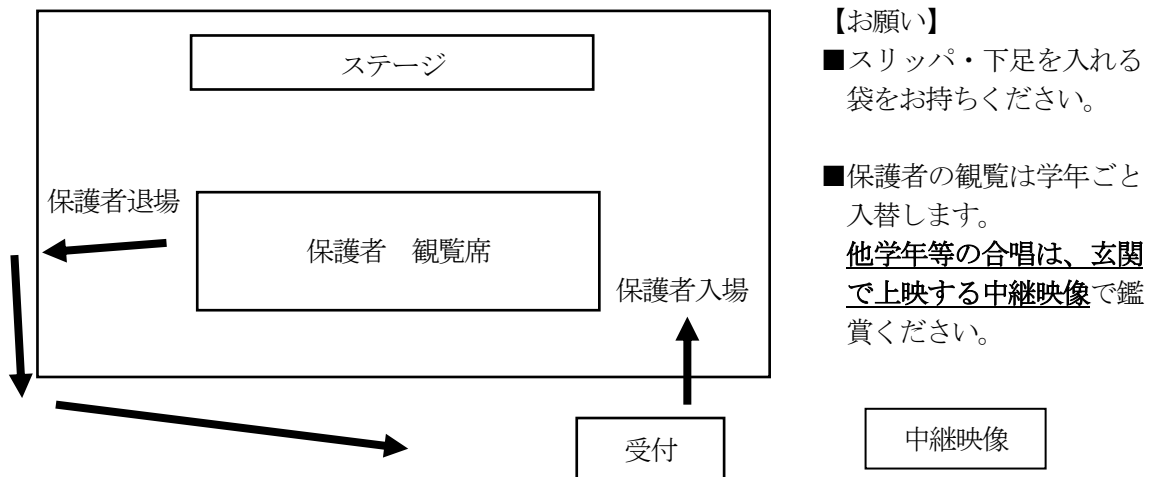 ステージ
保護者退場
保護者　観覧席
保護者入場
受付
【お願い】
■スリッパ・下足を入れる
袋をお持ちください。
■保護者の観覧は学年ごと
入替します。
他学年等の合唱は、玄関
で上映する中継映像で鑑
賞ください。
中継映像